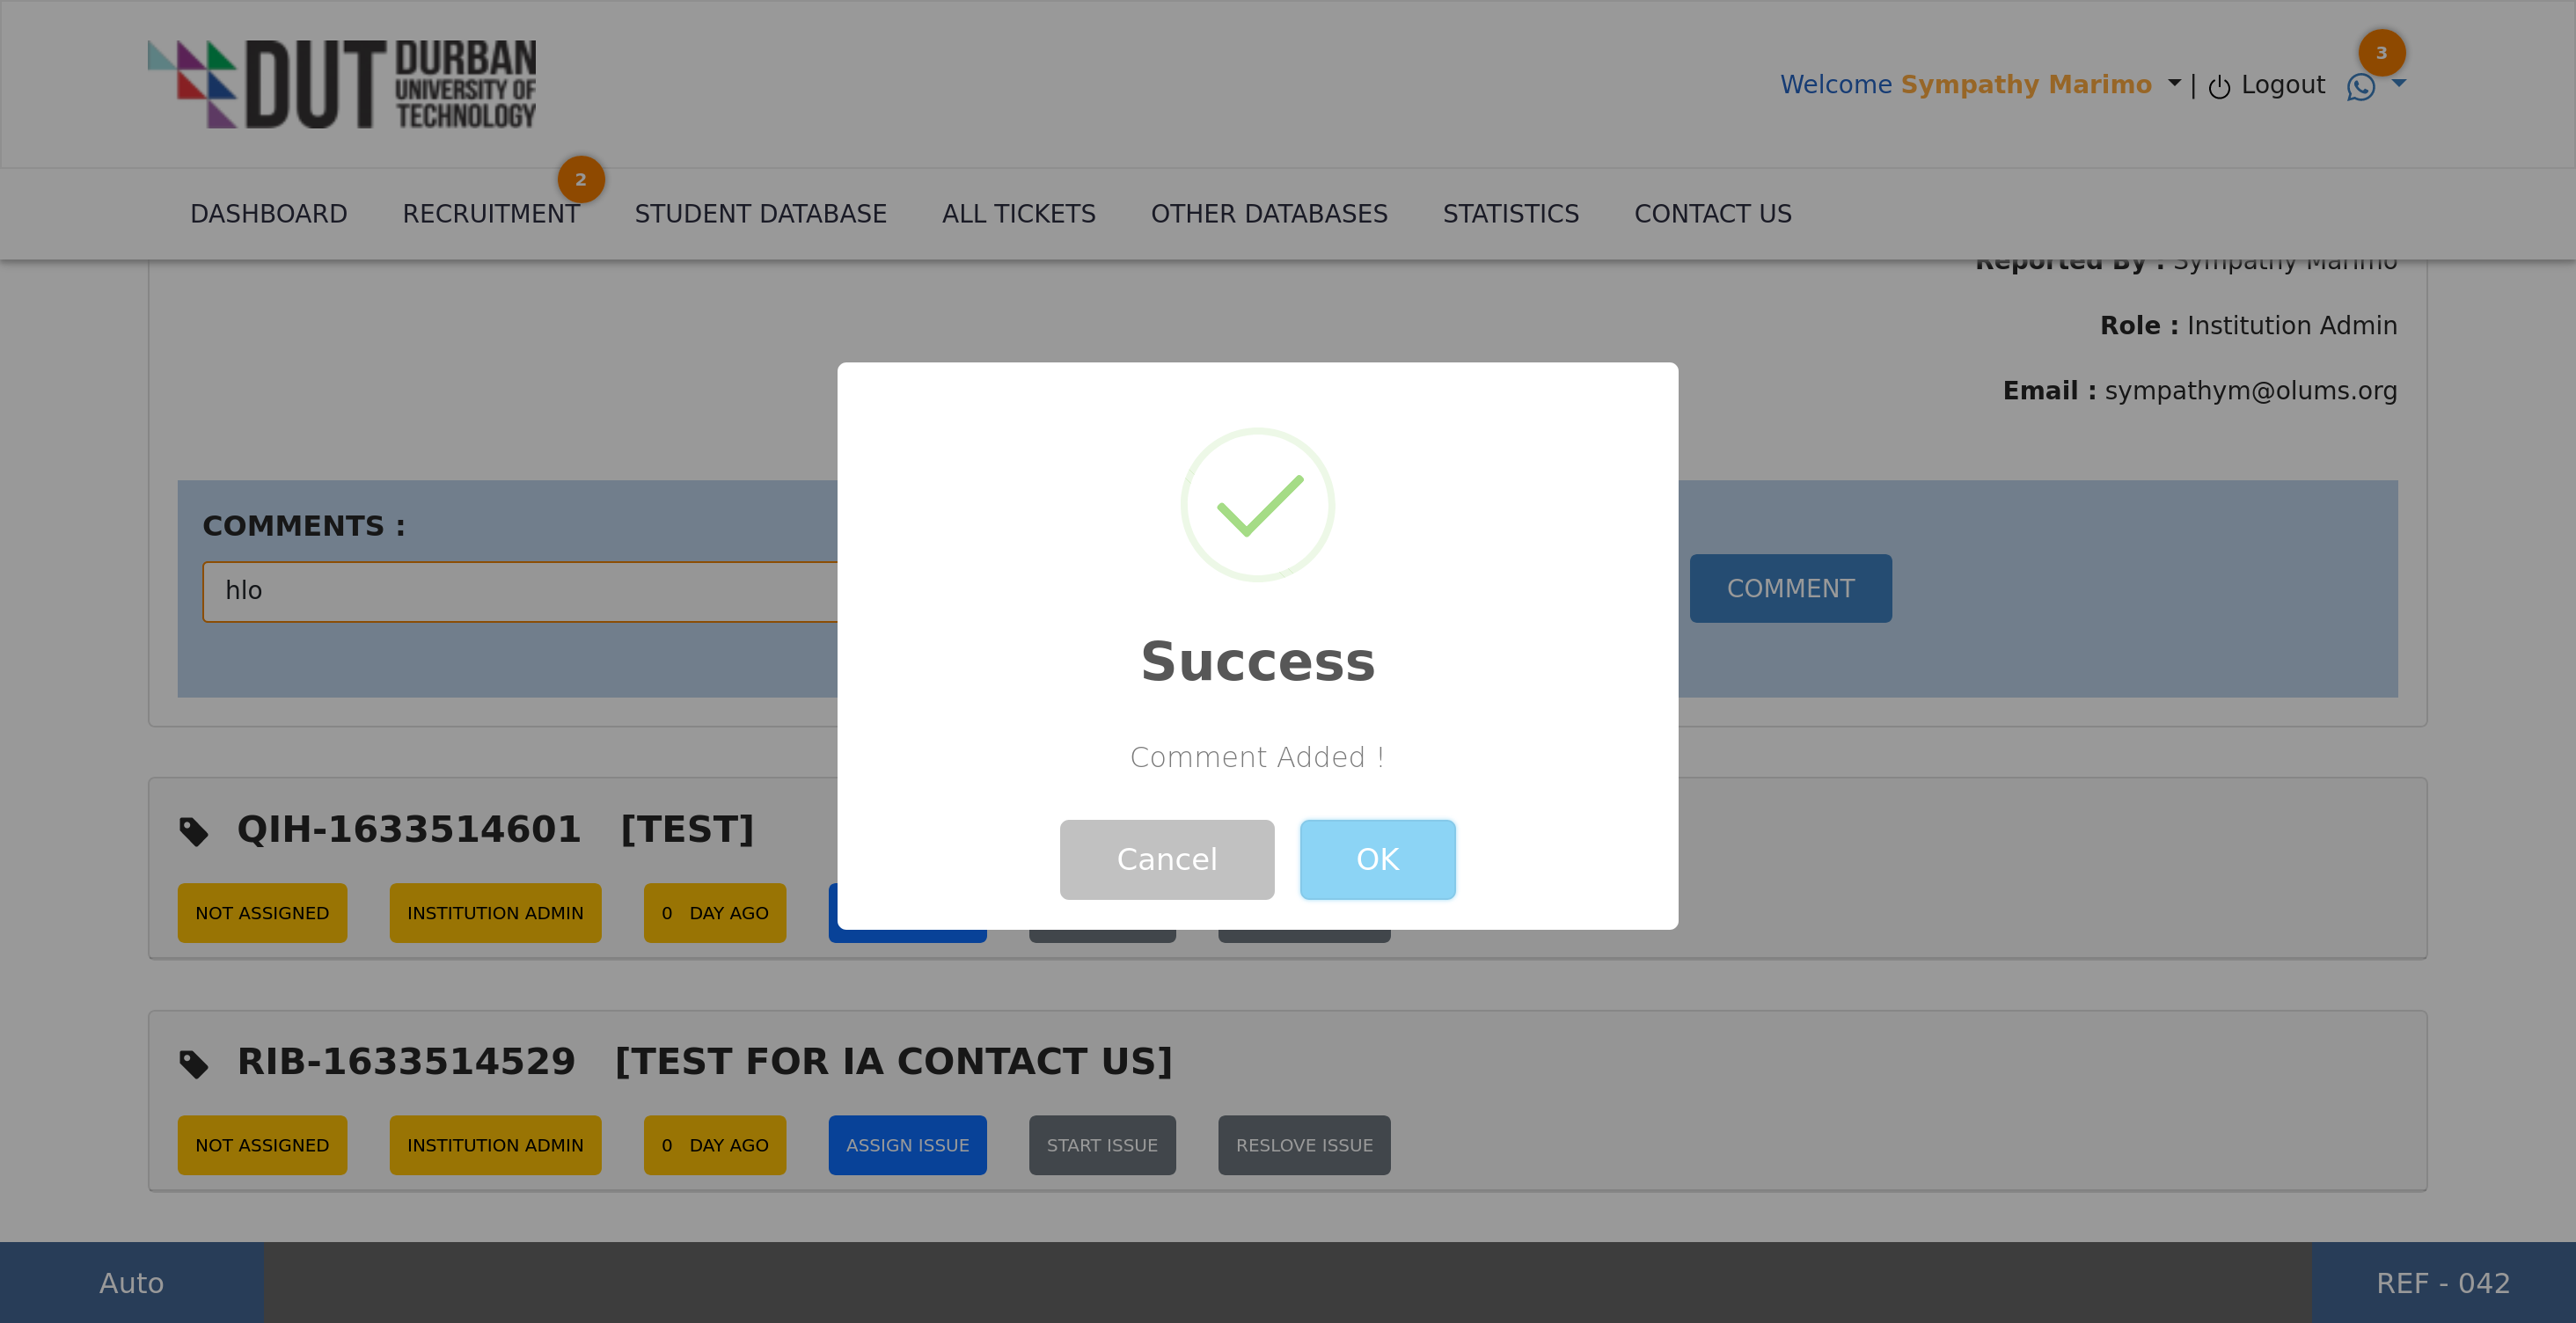 DUT DURBAN
UNIVERSITY OF
TECHNOLOGY
Welcome Sympathy Marimo | Logout 3
2
DASHBOARD RECRUITMENT STUDENT DATABASE ALL TICKETS OTHER DATABASES STATISTICS CONTACT US
Reported By : Sympathy Marimo
Role : Institution Admin
Email : sympathym@olums.org
COMMENTS :
hlo
COMMENT
Success
Comment Added !
Cancel OK
QIH-1633514601 [TEST]
NOT ASSIGNED INSTITUTION ADMIN 0 DAY AGO
RIB-1633514529 [TEST FOR IA CONTACT US]
NOT ASSIGNED INSTITUTION ADMIN 0 DAY AGO ASSIGN ISSUE START ISSUE RESLOVE ISSUE
Auto REF - 042